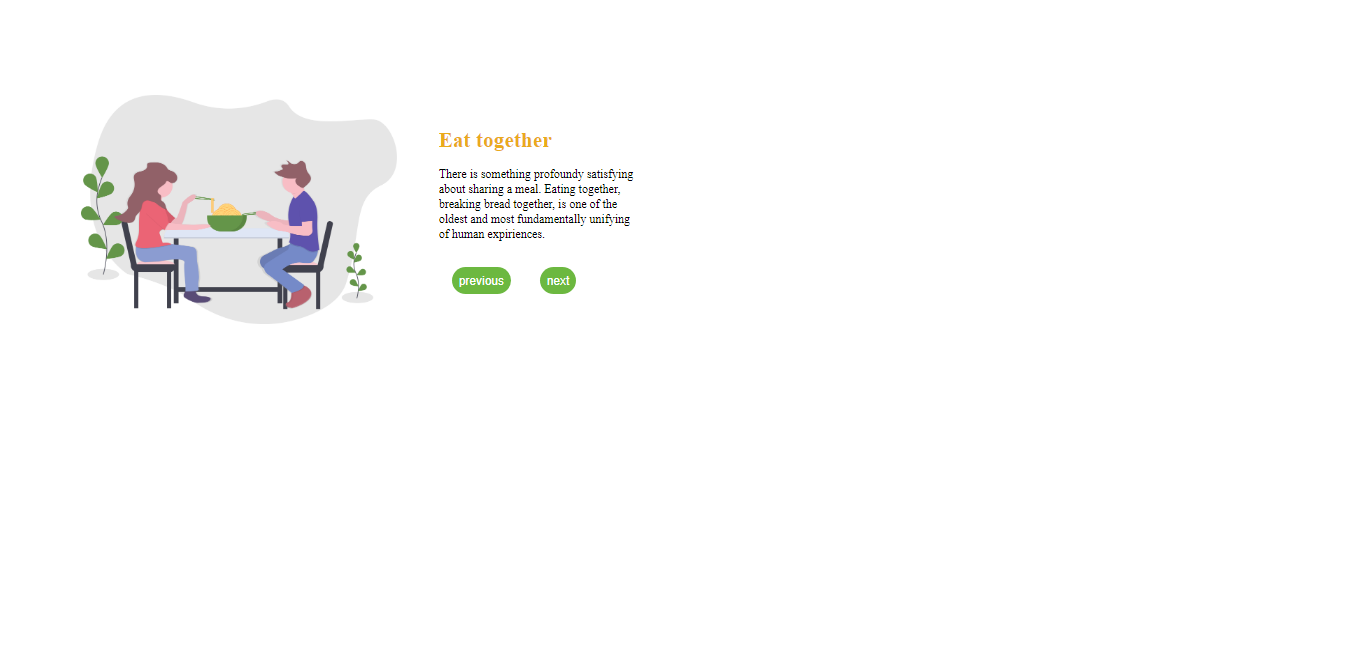 Eat together
There is something profoundy satisfying
about sharing a meal. Eating together,
breaking bread together, is one of the
oldest and most fundamentally unifying
of human expiriences.
previous next